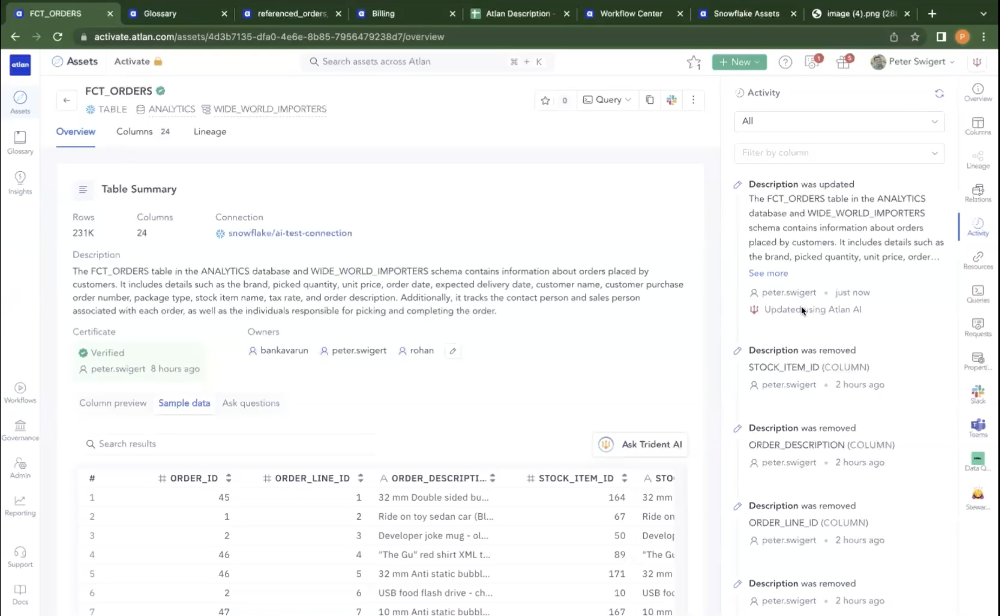 FCT_ORDERS
Glossary
referenced_orders
Billing
Atlan Description -
Workflow Center
Snowflake Assets
image (4).png (28
activate.atlan.com/assets/4d3b7135-dfa0-4e6e-8b85-7956479238d7/overview
P
atlan
Assets
Activate
Search assets across Atlan
⌘ + K
1
+ New
1
5
Peter Swigert
Assets
Glossary
Insights
Workflows
Governance
Admin
Reporting
Support
Docs
FCT_ORDERS
TABLE ANALYTICS WIDE_WORLD_IMPORTERS
0
Query
Overview
Columns 24
Lineage
Table Summary
Rows Columns Connection
231K 24 snowflake/ai-test-connection
Description
The FCT_ORDERS table in the ANALYTICS database and WIDE_WORLD_IMPORTERS schema contains information about orders placed by
customers. It includes details such as the brand, picked quantity, unit price, order date, expected delivery date, customer name, customer purchase
order number, package type, stock item name, tax rate, and order description. Additionally, it tracks the contact person and sales person
associated with each order, as well as the individuals responsible for picking and completing the order.
Certificate Owners
Verified
peter.swigert 8 hours ago
bankavarun peter.swigert rohan
Column preview Sample data Ask questions
Search results
Ask Trident AI
# # ORDER_ID # ORDER_LINE_ID A ORDER_DESCRIPTI... # STOCK_ITEM_ID A STO
1 45 1 32 mm Double sided bu... 164 32 mm
2 1 2 Ride on toy sedan car (Bl... 67 Ride on
3 2 3 Developer joke mug - ol... 50 Develop
4 46 4 "The Gu" red shirt XML t... 89 "The Gu
5 46 5 32 mm Anti static bubbl... 171 32 mm
6 2 6 USB food flash drive - ch... 10 USB foo
7 47 7 10 mm Anti static bubbl... 167 10 mm
Activity
All
Filter by column
Description was updated
The FCT_ORDERS table in the ANALYTICS
database and WIDE_WORLD_IMPORTERS
schema contains information about orders
placed by customers. It includes details such as
the brand, picked quantity, unit price, order...
See more
peter.swigert • just now
Updated using Atlan AI
Description was removed
STOCK_ITEM_ID (COLUMN)
peter.swigert • 2 hours ago
Description was removed
ORDER_DESCRIPTION (COLUMN)
peter.swigert • 2 hours ago
Description was removed
ORDER_LINE_ID (COLUMN)
peter.swigert • 2 hours ago
Description was removed
peter.swigert • 2 hours ago
Overview
Columns
Lineage
Relations
Activity
Resources
Queries
Requests
Properti...
Slack
Teams
Data Q...
Stewar...